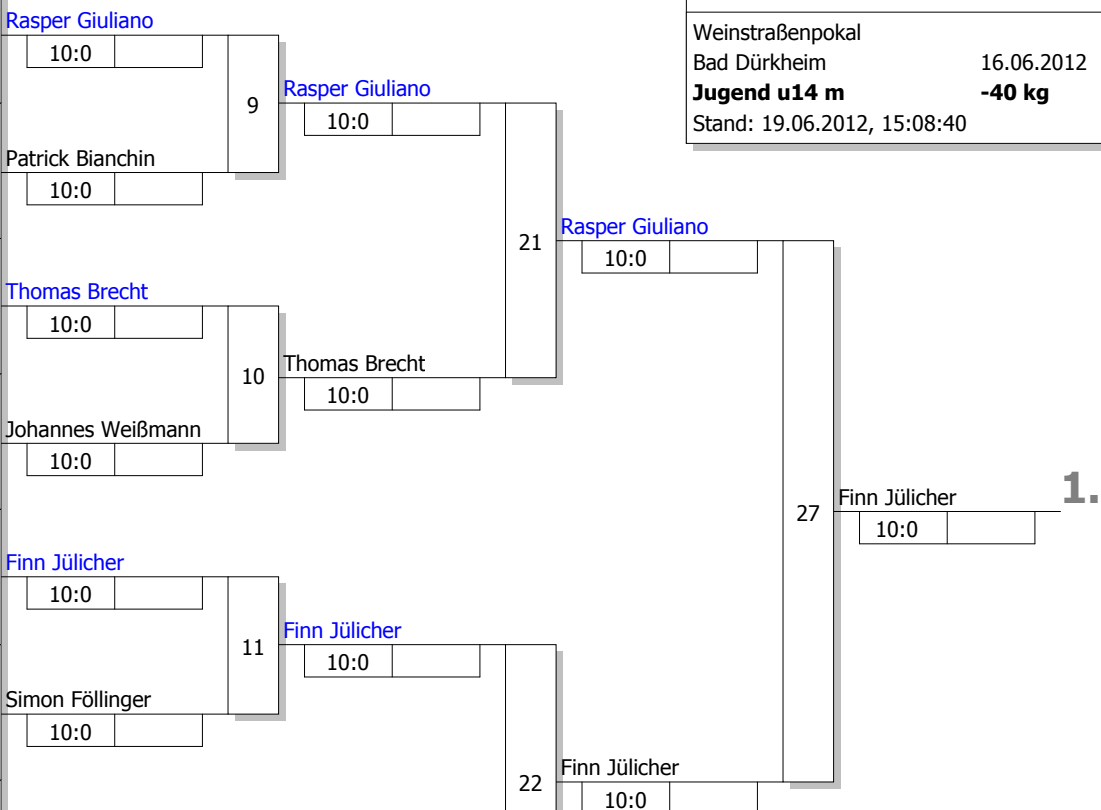 Rasper Giuliano
10:0
9
Patrick Bianchin
10:0
Rasper Giuliano
10:0
Thomas Brecht
10:0
10
Johannes Weißmann
10:0
Thomas Brecht
10:0
21
Rasper Giuliano
10:0
Finn Jülicher
10:0
11
Simon Föllinger
10:0
Finn Jülicher
10:0
22
Finn Jülicher
10:0
27
Finn Jülicher
10:0
1.
Weinstraßenpokal
Bad Dürkheim 16.06.2012
Jugend u14 m -40 kg
Stand: 19.06.2012, 15:08:40